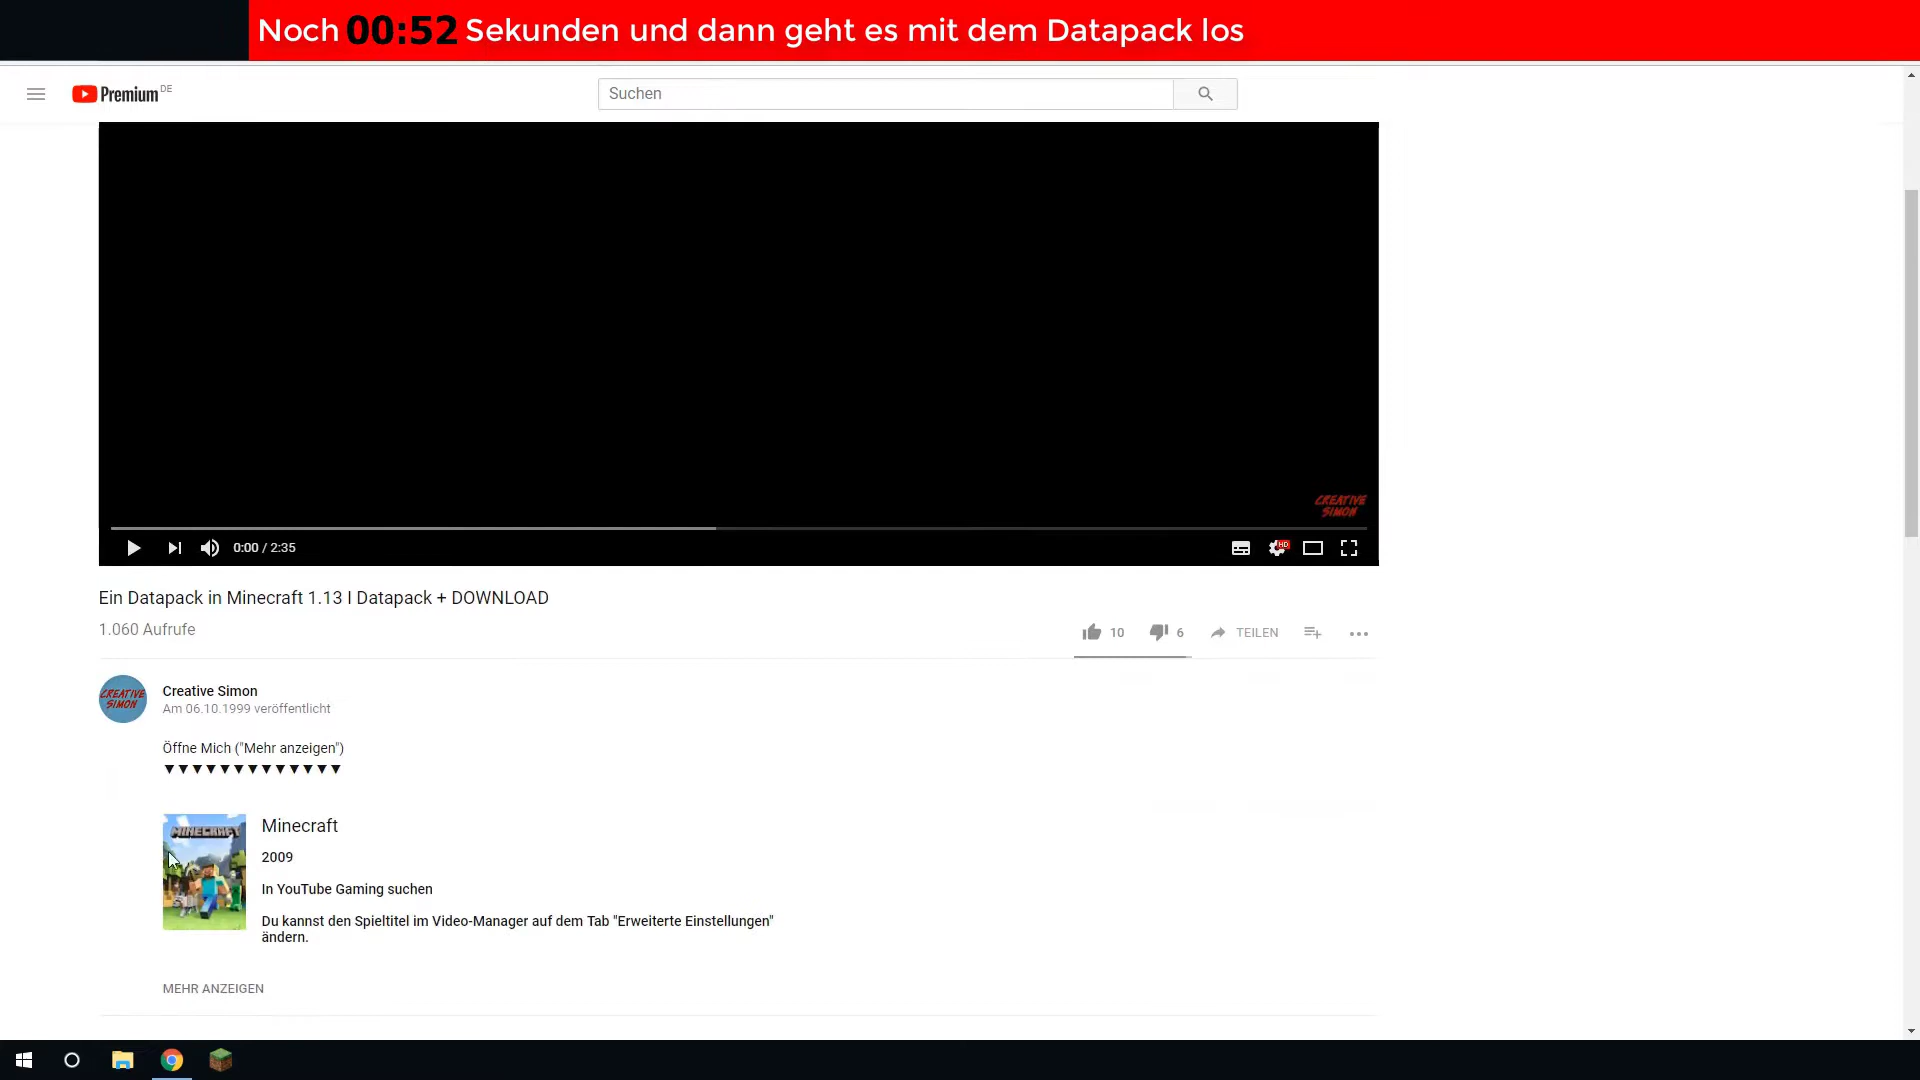 Noch 00:52 Sekunden und dann geht es mit dem Datapack los
Premium DE
Suchen
CREATIVE
SIMON
0:00 / 2:35
HD
Ein Datapack in Minecraft 1.13 I Datapack + DOWNLOAD
1.060 Aufrufe
10
6
TEILEN
CREATIVE
SIMON
Creative Simon
Am 06.10.1999 veröffentlicht
Öffne Mich ("Mehr anzeigen")
▼▼▼▼▼▼▼▼▼▼▼▼▼
MINECRAFT
Minecraft
2009
In YouTube Gaming suchen
Du kannst den Spieltitel im Video-Manager auf dem Tab "Erweiterte Einstellungen"
ändern.
MEHR ANZEIGEN